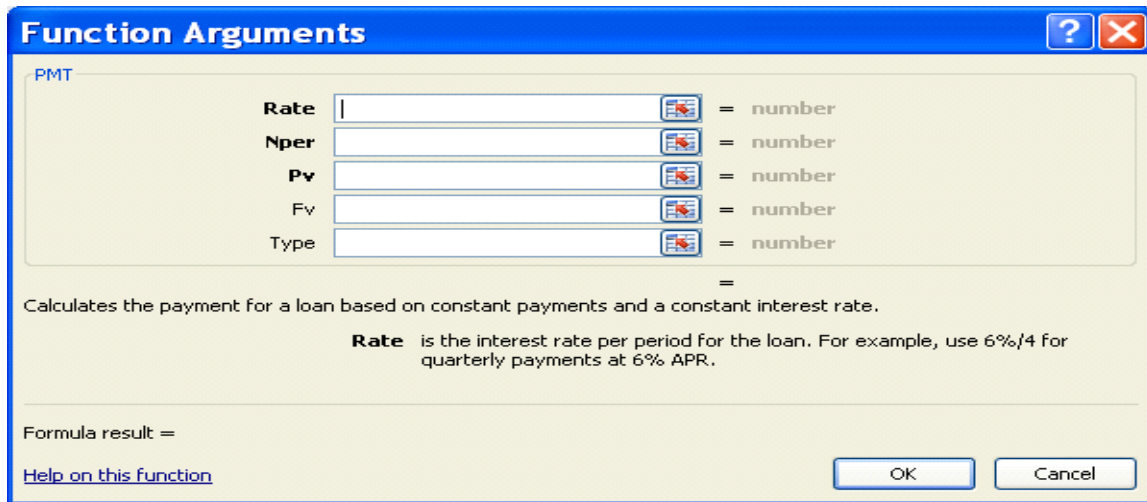 Function Arguments
?
PMT
Rate = number
Nper = number
Pv = number
Fv = number
Type = number
=
Calculates the payment for a loan based on constant payments and a constant interest rate.
Rate is the interest rate per period for the loan. For example, use 6%/4 for
quarterly payments at 6% APR.
Formula result =
Help on this function OK Cancel